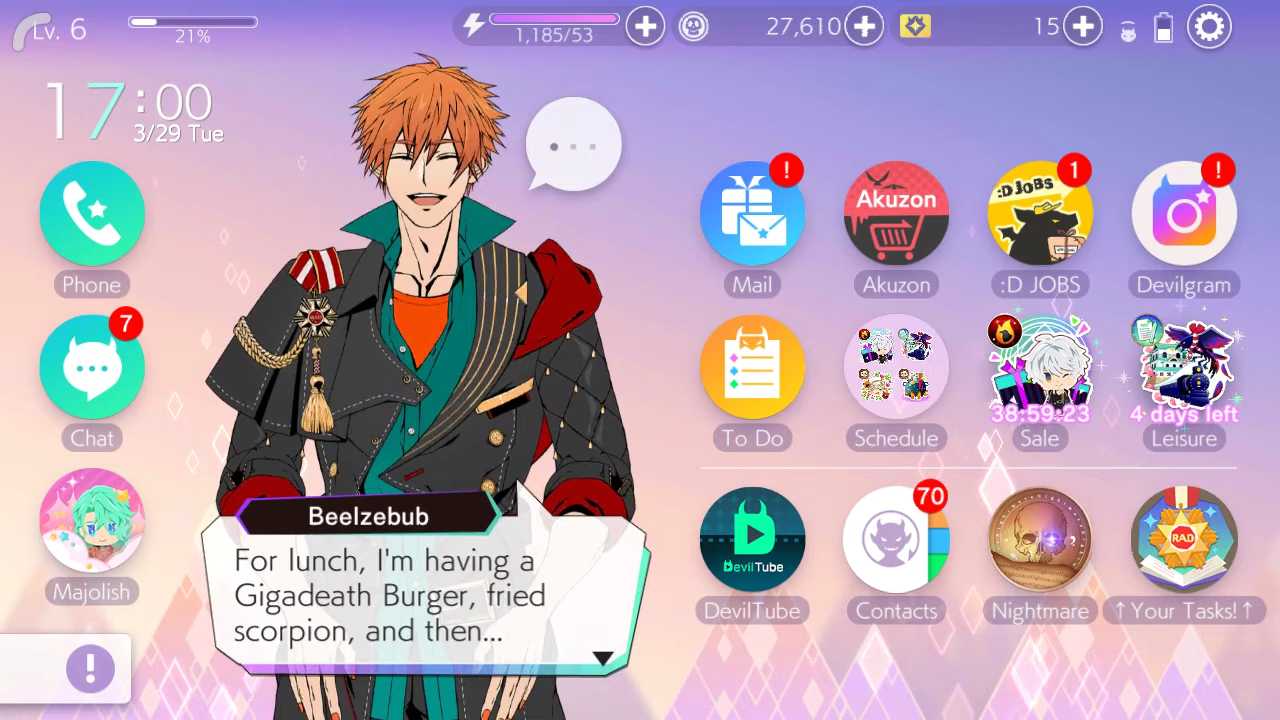 Lv. 6
21%
1,185/53
27,610
15
17:00
3/29 Tue
Phone
!
Mail
Akuzon
Akuzon
:D JOBS
1
:D JOBS
!
Devilgram
7
Chat
To Do
Schedule
38:59:23
Sale
4 days left
Leisure
Majolish
RAD
Beelzebub
For lunch, I'm having a
Gigadeath Burger, fried
scorpion, and then...
DevilTube
DevilTube
70
Contacts
Nightmare
RAD
↑Your Tasks!↑
!